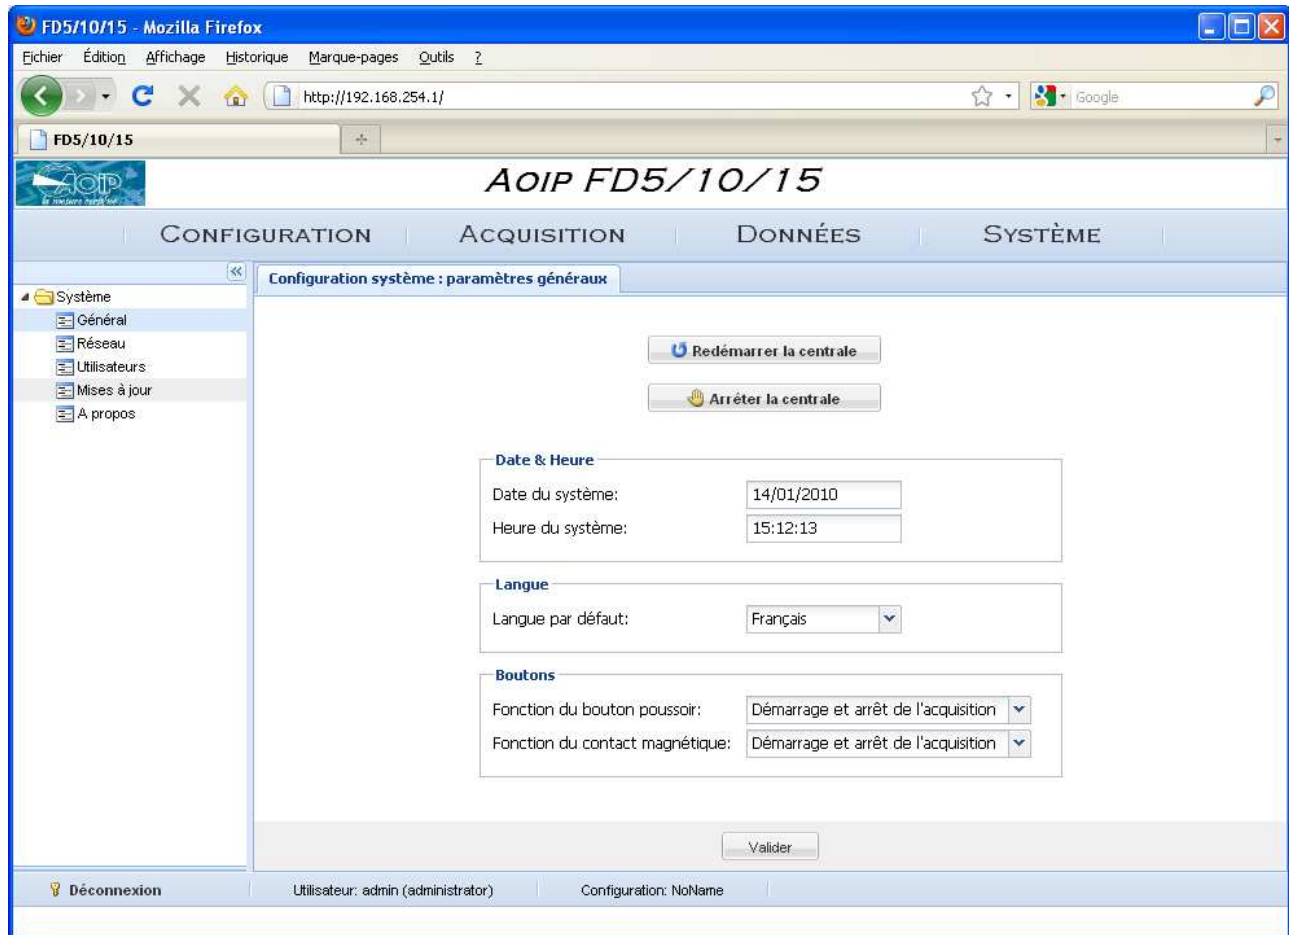 FD5/10/15 - Mozilla Firefox
Fichier Édition Affichage Historique Marque-pages Outils ?
http://192.168.254.1/ Google
FD5/10/15
AOIP AOIP FD5/10/15
CONFIGURATION ACQUISITION DONNÉES SYSTÈME
Configuration système : paramètres généraux
Système
Général
Réseau
Utilisateurs
Mises à jour
A propos
Redémarrer la centrale
Arréter la centrale
Date & Heure
Date du système: 14/01/2010
Heure du système: 15:12:13
Langue
Langue par défaut: Français
Boutons
Fonction du bouton poussoir: Démarrage et arrêt de l'acquisition
Fonction du contact magnétique: Démarrage et arrêt de l'acquisition
Valider
Déconnexion Utilisateur: admin (administrator) Configuration: NoName